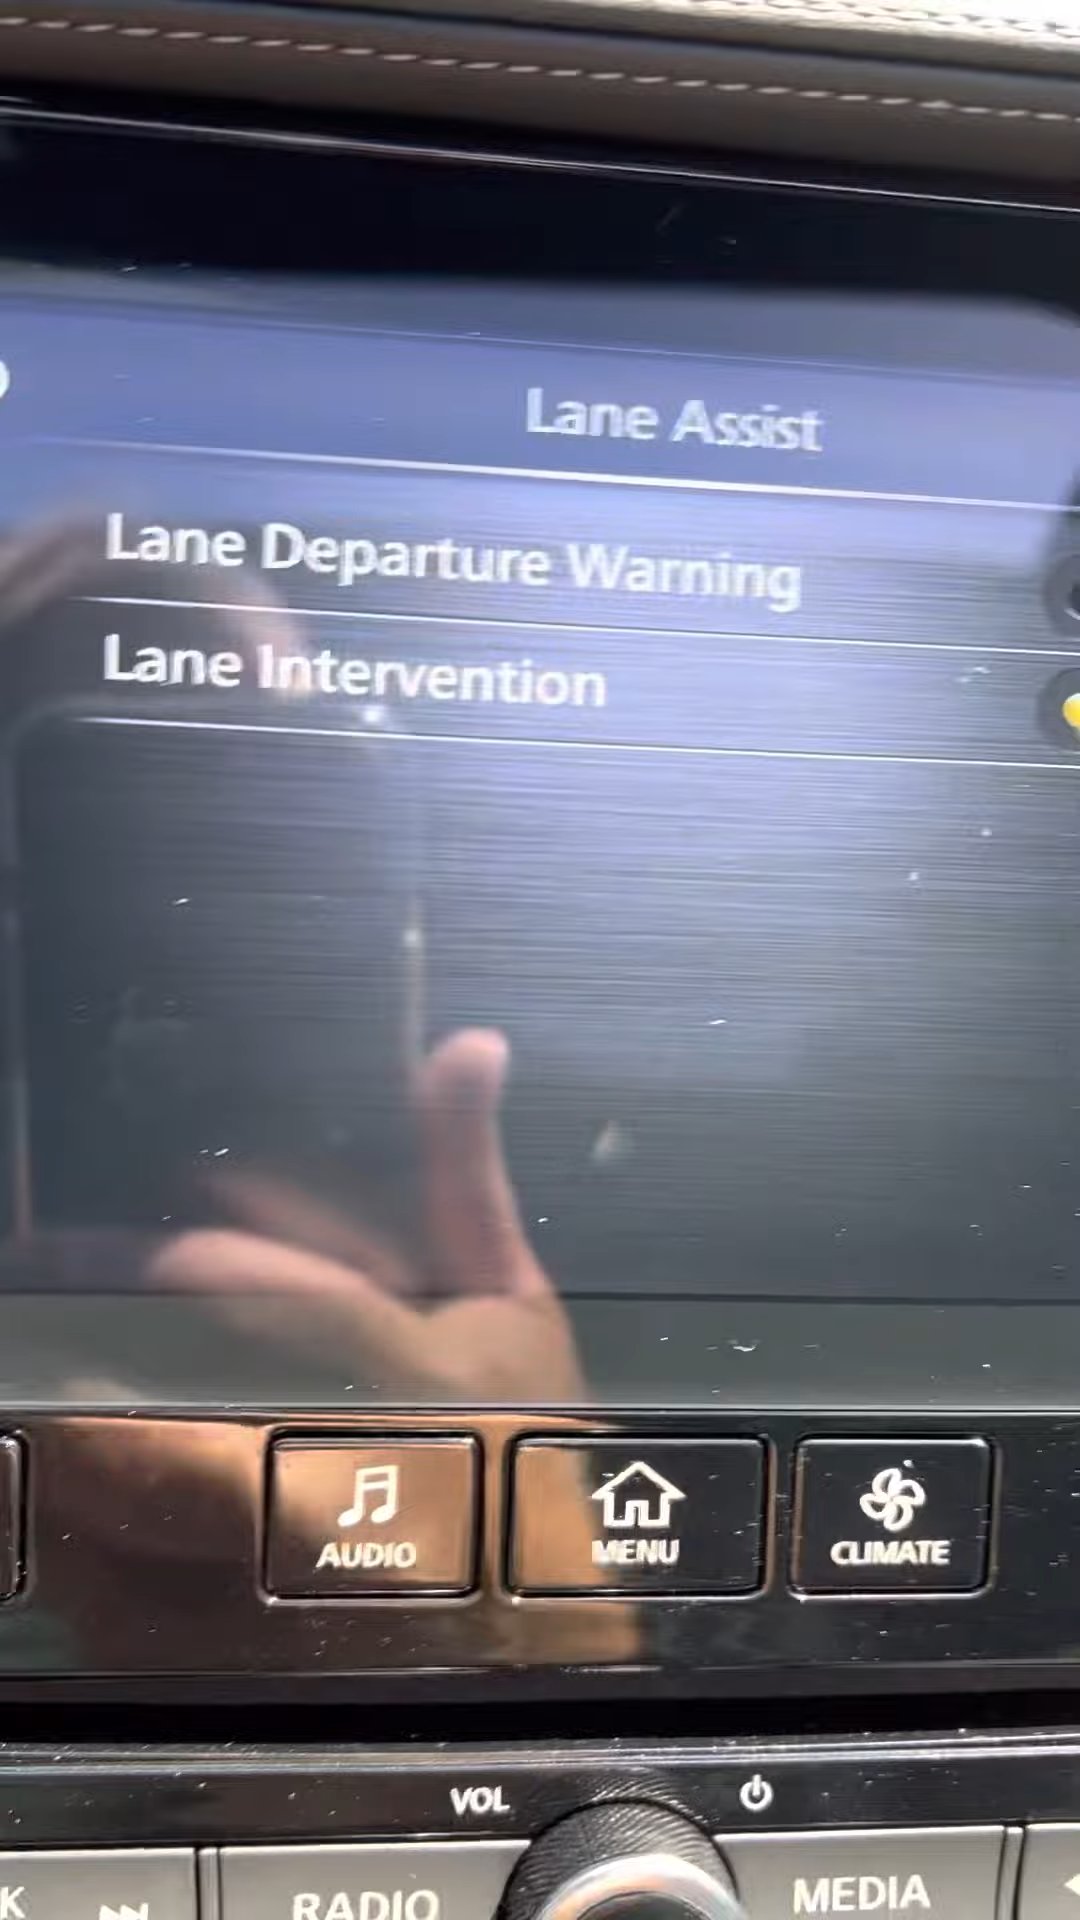 Lane Assist
Lane Departure Warning
Lane Intervention
AUDIO
MENU
CLIMATE
VOL
K
RADIO
MEDIA